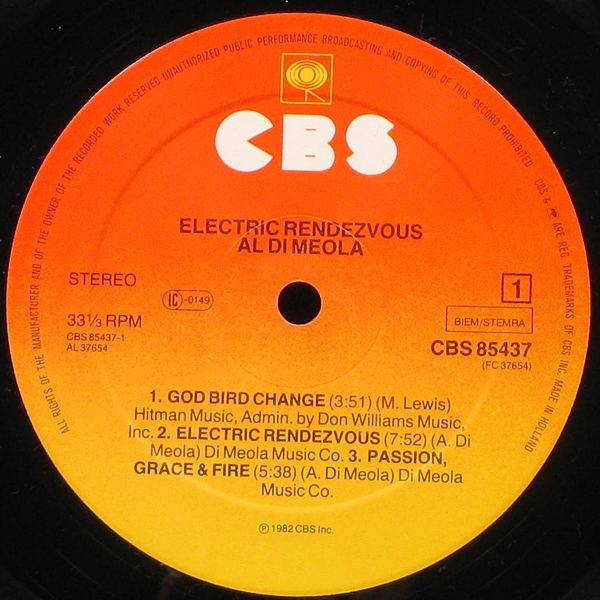 ALL RIGHTS OF THE MANUFACTURER AND OF THE OWNER OF THE RECORDED WORK RESERVED UNAUTHORIZED PUBLIC PERFORMANCE BROADCASTING AND COPYING OF THIS RECORD PROHIBITED CBS & ARE REG. TRADEMARKS OF CBS INC. MADE IN HOLLAND
CBS
ELECTRIC RENDEZVOUS
AL DI MEOLA
STEREO
IC -0149
1
33⅓ RPM
BIEM/STEMRA
CBS 85437-1
AL 37654
CBS 85437
(FC 37654)
1. GOD BIRD CHANGE (3:51) (M. Lewis)
Hitman Music, Admin. by Don Williams Music,
Inc. 2. ELECTRIC RENDEZVOUS (7:52) (A. Di
Meola) Di Meola Music Co. 3. PASSION,
GRACE & FIRE (5:38) (A. Di Meola) Di Meola
Music Co.
℗ 1982 CBS Inc.